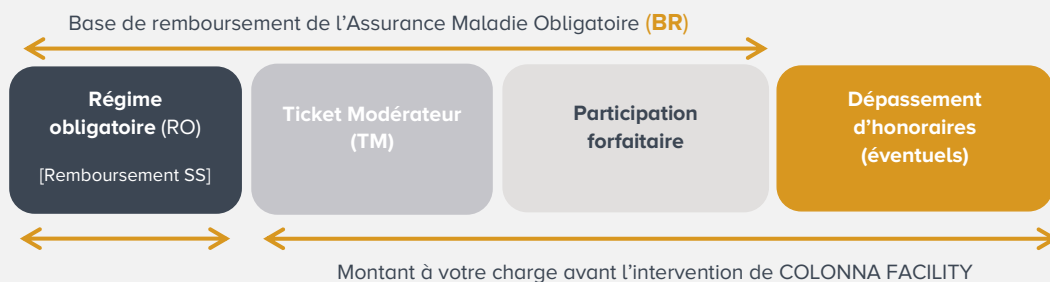 Base de remboursement de l’Assurance Maladie Obligatoire (BR)
Régime
obligatoire (RO)
[Remboursement SS]
Ticket Modérateur
(TM)
Participation
forfaitaire
Dépassement
d’honoraires
(éventuels)
Montant à votre charge avant l’intervention de COLONNA FACILITY